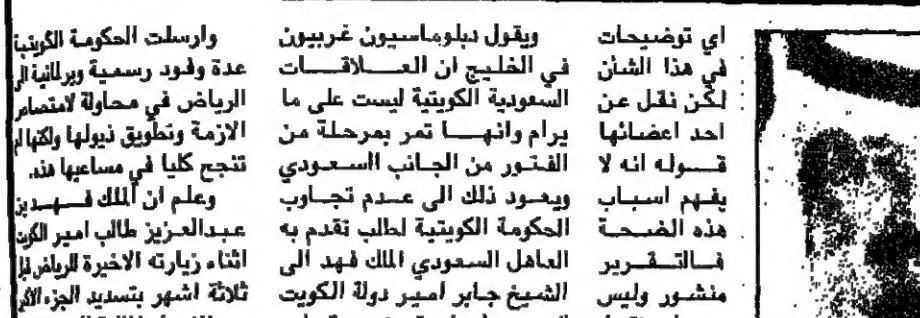 اي توضيحات
في هذا الشأن
لكن نقل عن
احد اعضائها
قوله انه لا
يفهم اسباب
هذه الضجة
فالتقرير
منشور وليس
ويقول دبلوماسيون غربيون
في الخليج ان العلاقات
السعودية الكويتية ليست على ما
يرام وانها تمر بمرحلة من
الفتور من الجانب السعودي
ويعود ذلك الى عدم تجاوب
الحكومة الكويتية لطلب تقدم به
العاهل السعودي الملك فهد الى
الشيخ جابر امير دولة الكويت
وارسلت الحكومة الكويتية
عدة وفود رسمية وبرلمانية الى
الرياض في محاولة لامتصاص
الازمة وتطويق ذيولها ولكنها لم
تنجح كليا في مساعيها هذه.
وعلم ان الملك فهد بن
عبدالعزيز طالب امير الكويت
اثناء زيارته الاخيرة للرياض قبل
ثلاثة اشهر بتسديد الجزء الاكبر